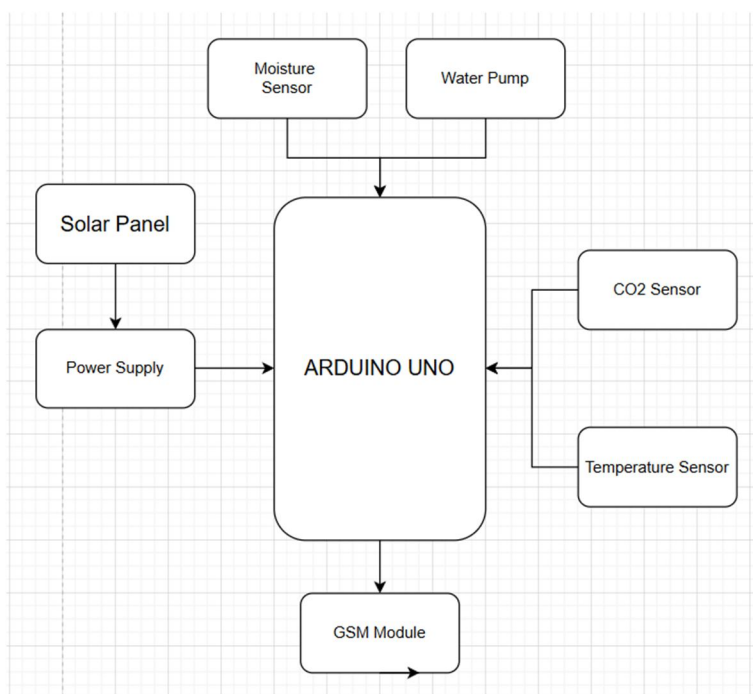 Moisture
Sensor
Water Pump
Solar Panel
CO2 Sensor
Power Supply
ARDUINO UNO
Temperature Sensor
GSM Module